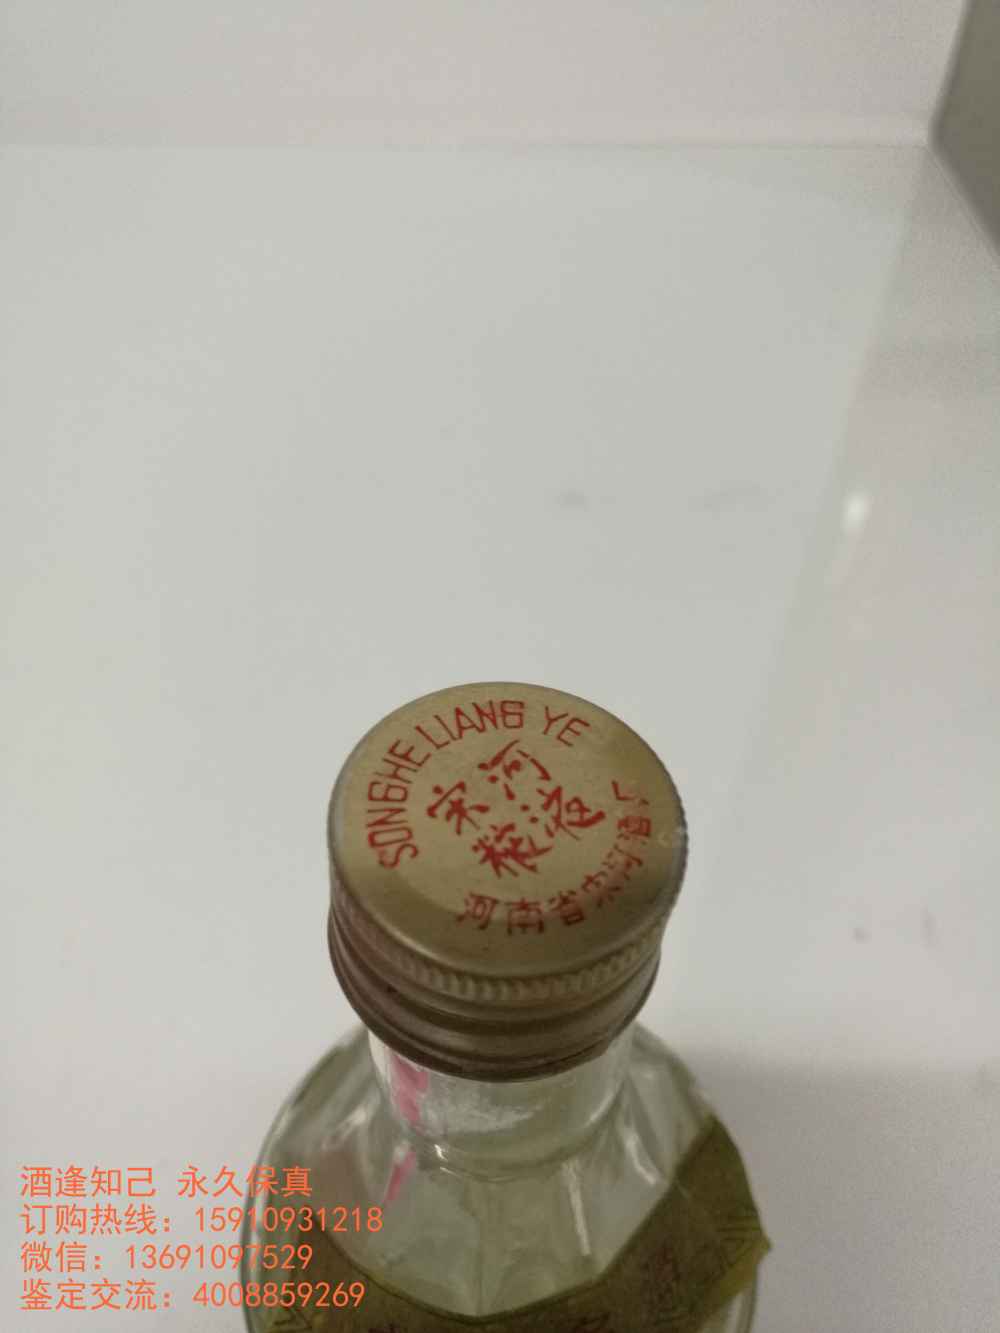 SONGHE LIANG YE
宋河
粮液
河南省宋河酒厂
酒逢知己 永久保真
订购热线：15910931218
微信：13691097529
鉴定交流：4008859269